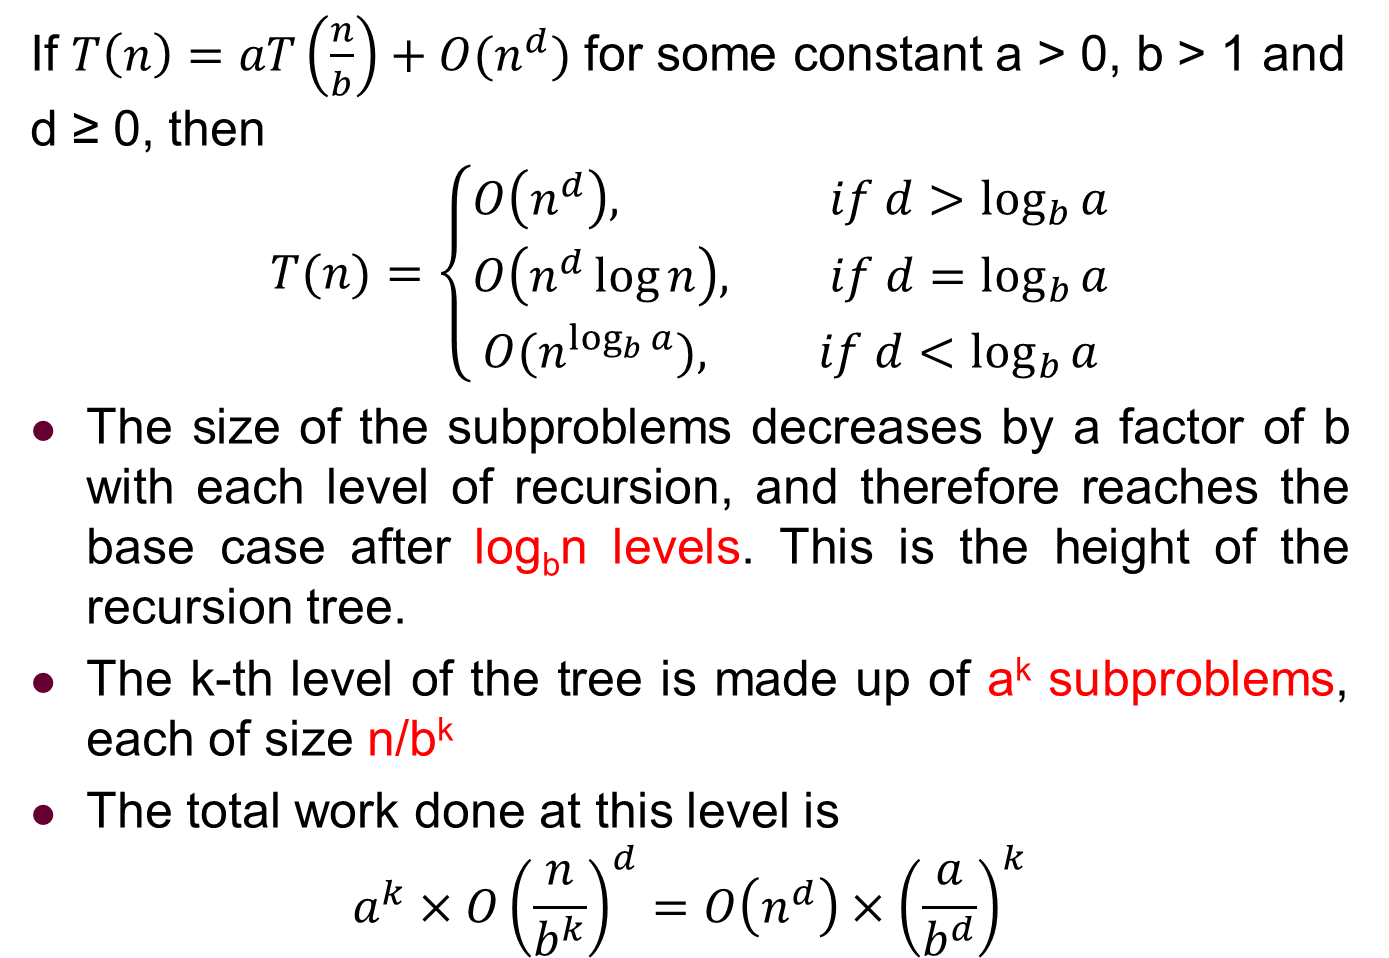 If T(n) = aT(n/b) + O(n^d) for some constant a > 0, b > 1 and
d ≥ 0, then
O(n^d), if d > log_b a
T(n) = { O(n^d log n), if d = log_b a
O(n^{log_b a}), if d < log_b a
• The size of the subproblems decreases by a factor of b
with each level of recursion, and therefore reaches the
base case after log_b n levels. This is the height of the
recursion tree.
• The k-th level of the tree is made up of a^k subproblems,
each of size n/b^k
• The total work done at this level is
a^k × O(n/b^k)^d = O(n^d) × (a/b^d)^k